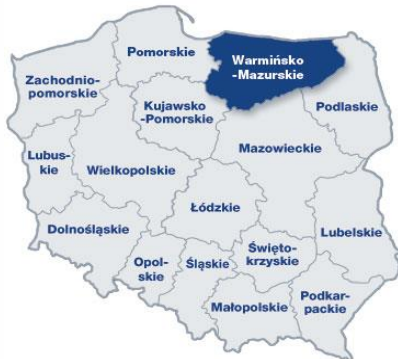 Pomorskie
Warmińsko
-Mazurskie
Zachodnio-
pomorskie
Kujawsko
-Pomorskie
Podlaskie
Mazowieckie
Lubus-
kie
Wielkopolskie
Łódzkie
Dolnośląskie
Lubelskie
Opol-
skie
Śląskie
Święto-
krzyskie
Małopolskie
Podkar-
packie